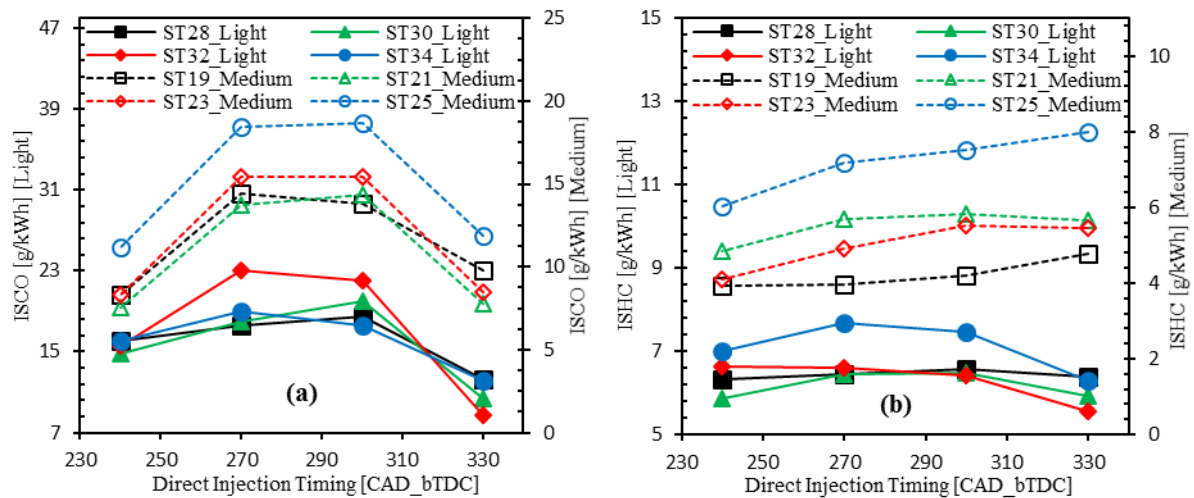 47
39
31
23
15
7
ISCO [g/kWh] [Light]
ST28_Light
ST30_Light
ST32_Light
ST34_Light
ST19_Medium
ST21_Medium
ST23_Medium
ST25_Medium
25
20
15
10
5
0
ISCO [g/kWh] [Medium]
(a)
230 250 270 290 310 330
Direct Injection Timing [CAD_bTDC]
15
13
11
9
7
5
ISHC [g/kWh] [Light]
ST28_Light
ST30_Light
ST32_Light
ST34_Light
ST19_Medium
ST21_Medium
ST23_Medium
ST25_Medium
10
8
6
4
2
0
ISHC [g/kWh] [Medium]
(b)
230 250 270 290 310 330
Direct Injection Timing [CAD_bTDC]